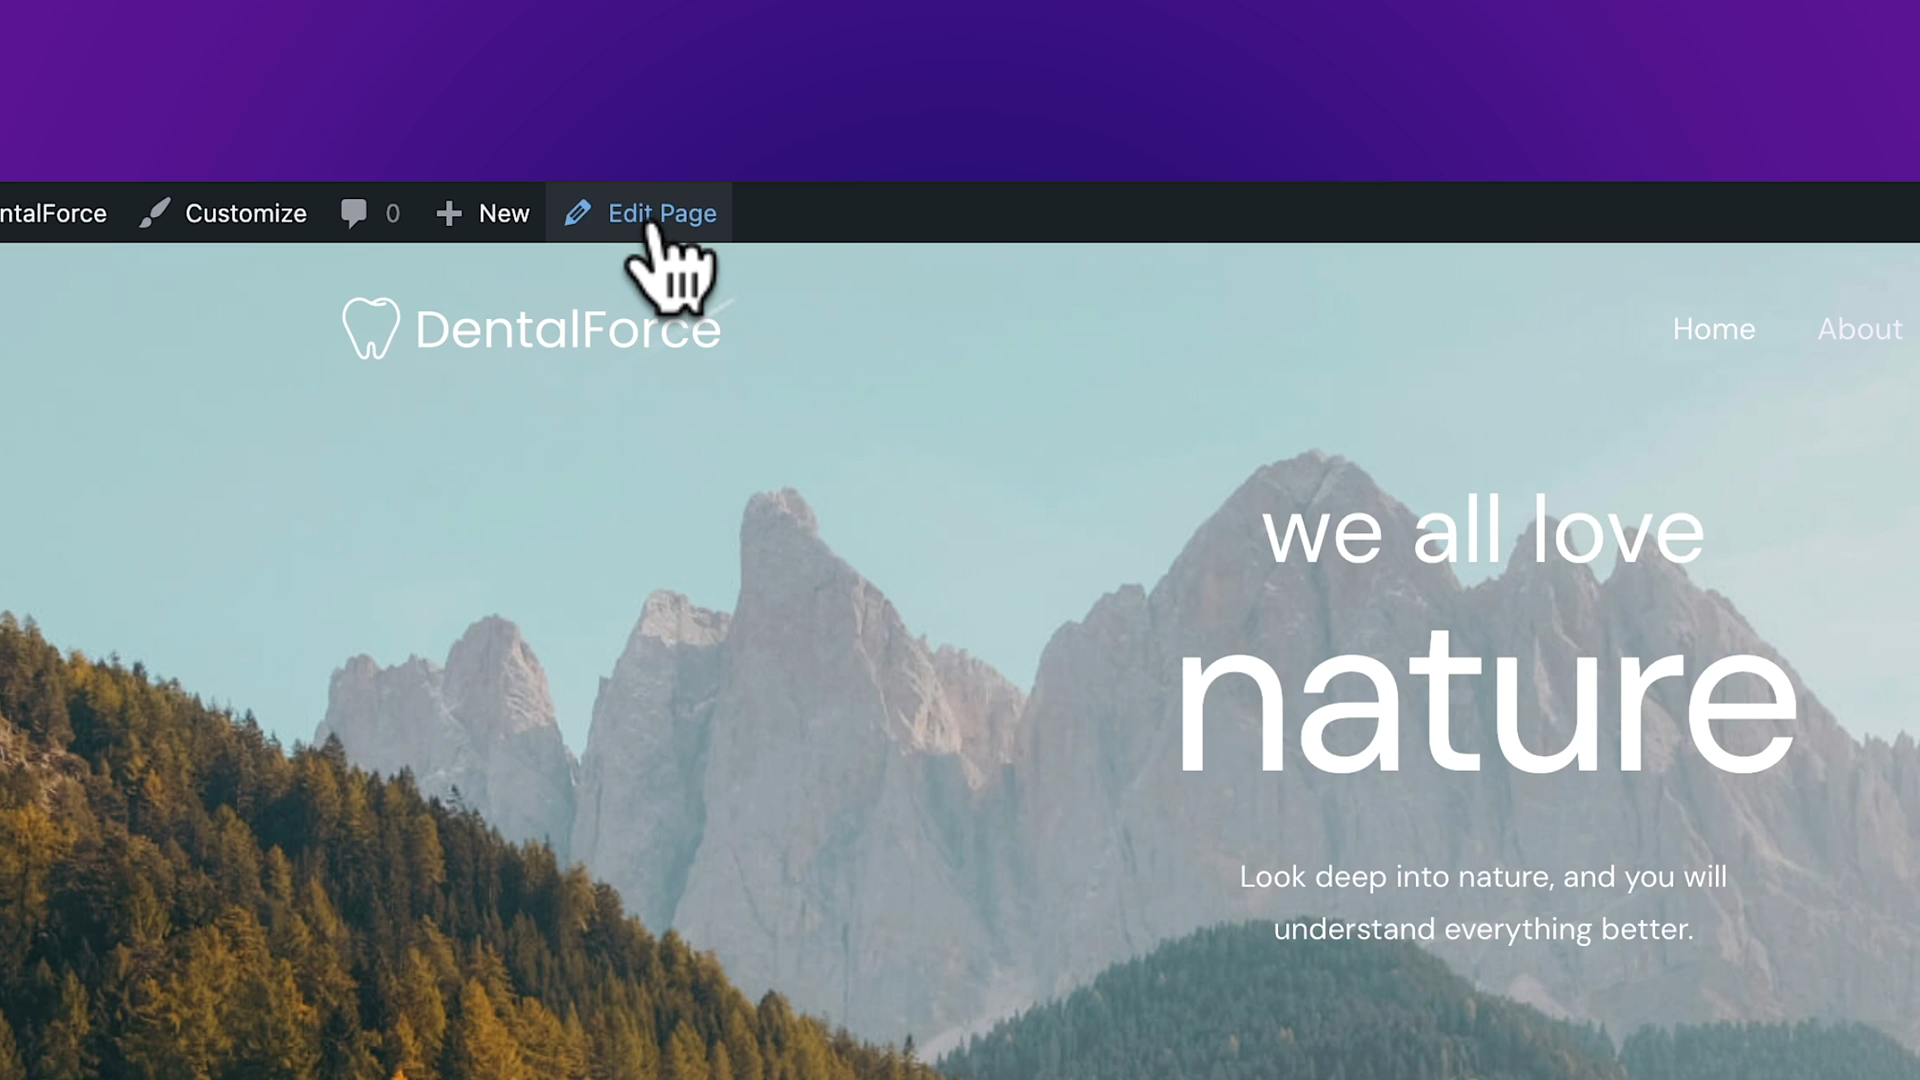 ntalForce Customize 0 New Edit Page
DentalForce Home About
we all love
nature
Look deep into nature, and you will
understand everything better.